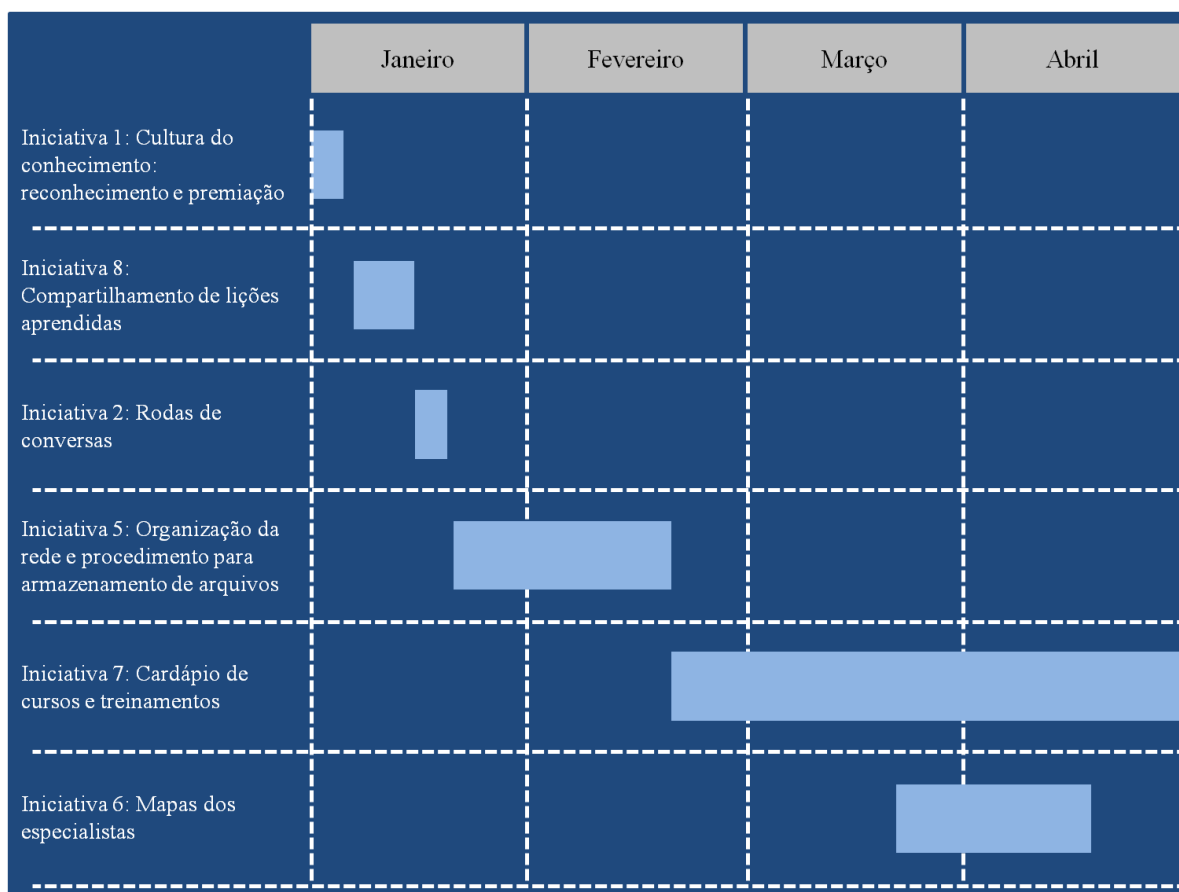 Janeiro Fevereiro Março Abril
Iniciativa 1: Cultura do
conhecimento:
reconhecimento e premiação
Iniciativa 8:
Compartilhamento de lições
aprendidas
Iniciativa 2: Rodas de
conversas
Iniciativa 5: Organização da
rede e procedimento para
armazenamento de arquivos
Iniciativa 7: Cardápio de
cursos e treinamentos
Iniciativa 6: Mapas dos
especialistas